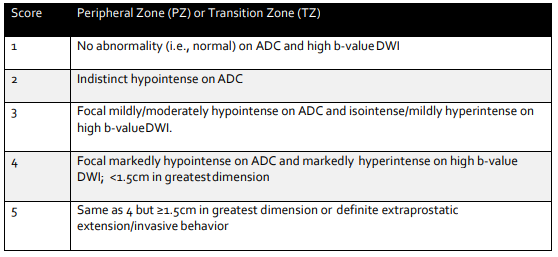 Score Peripheral Zone (PZ) or Transition Zone (TZ)
1 No abnormality (i.e., normal) on ADC and high b-value DWI
2 Indistinct hypointense on ADC
3 Focal mildly/moderately hypointense on ADC and isointense/mildly hyperintense on
high b-value DWI.
4 Focal markedly hypointense on ADC and markedly hyperintense on high b-value
DWI; <1.5cm in greatest dimension
5 Same as 4 but ≥1.5cm in greatest dimension or definite extraprostatic
extension/invasive behavior